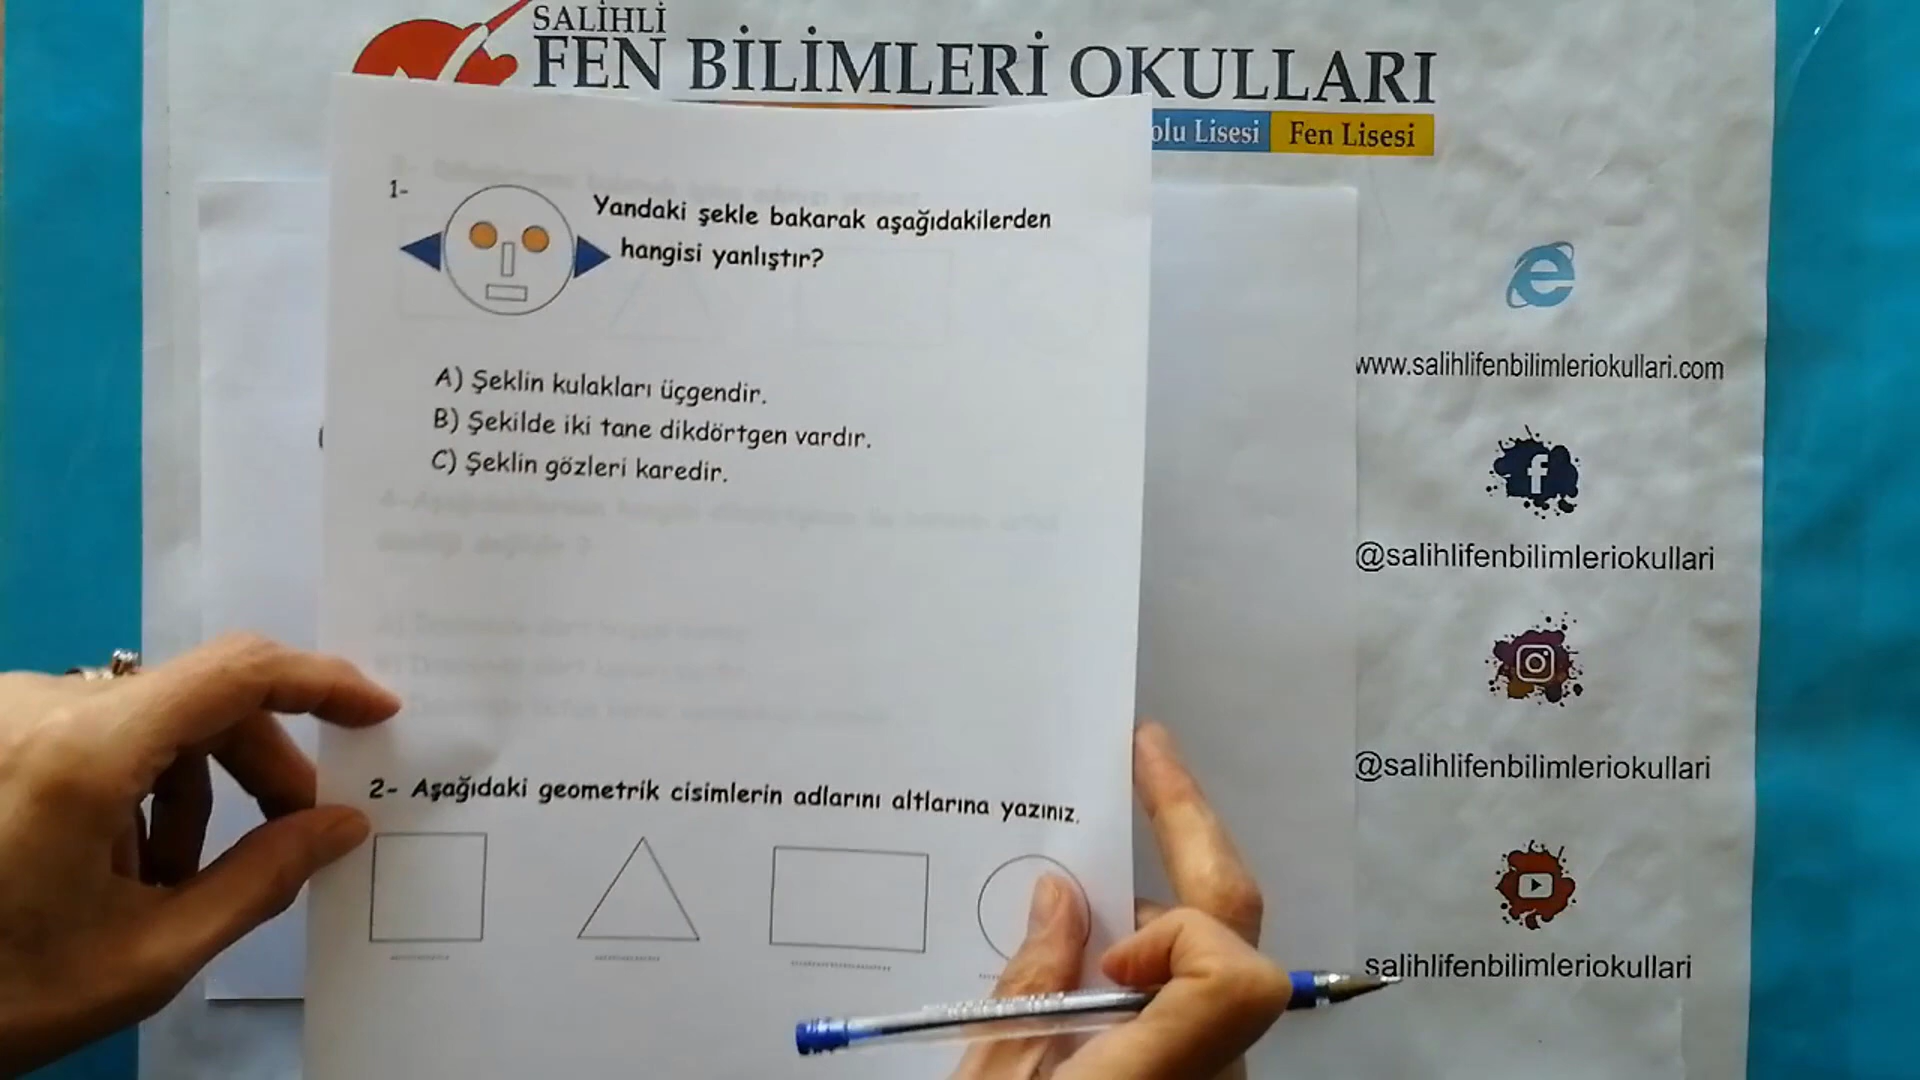 SALİHLİ
FEN BİLİMLERİ OKULLARI
olu Lisesi Fen Lisesi
1-
Yandaki şekle bakarak aşağıdakilerden
hangisi yanlıştır?
A) Şeklin kulakları üçgendir.
B) Şekilde iki tane dikdörtgen vardır.
C) Şeklin gözleri karedir.
2- Aşağıdaki geometrik cisimlerin adlarını altlarına yazınız.
www.salihlifenbilimleriokullari.com
@salihlifenbilimleriokullari
@salihlifenbilimleriokullari
salihlifenbilimleriokullari